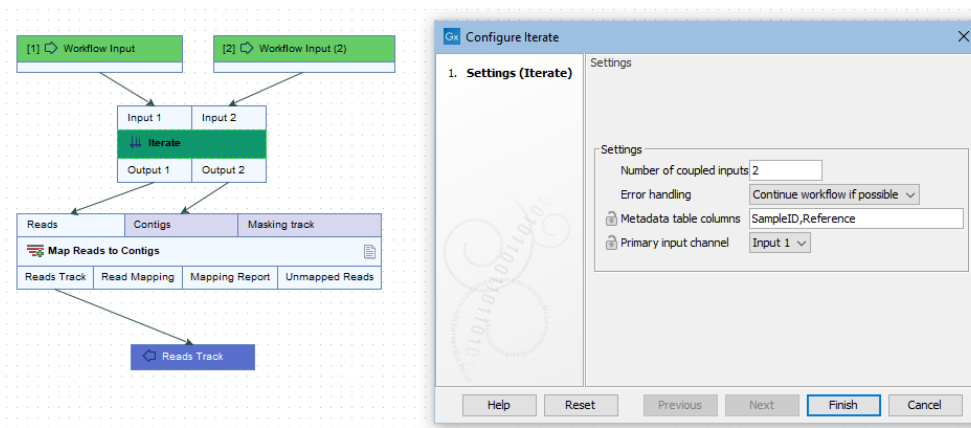 [1] Workflow Input
[2] Workflow Input (2)
Input 1
Input 2
Iterate
Output 1
Output 2
Reads
Contigs
Masking track
Map Reads to Contigs
Reads Track
Read Mapping
Mapping Report
Unmapped Reads
Reads Track
Gx Configure Iterate
1. Settings (Iterate)
Settings
Settings
Number of coupled inputs 2
Error handling Continue workflow if possible
Metadata table columns SampleID,Reference
Primary input channel Input 1
Help Reset Previous Next Finish Cancel